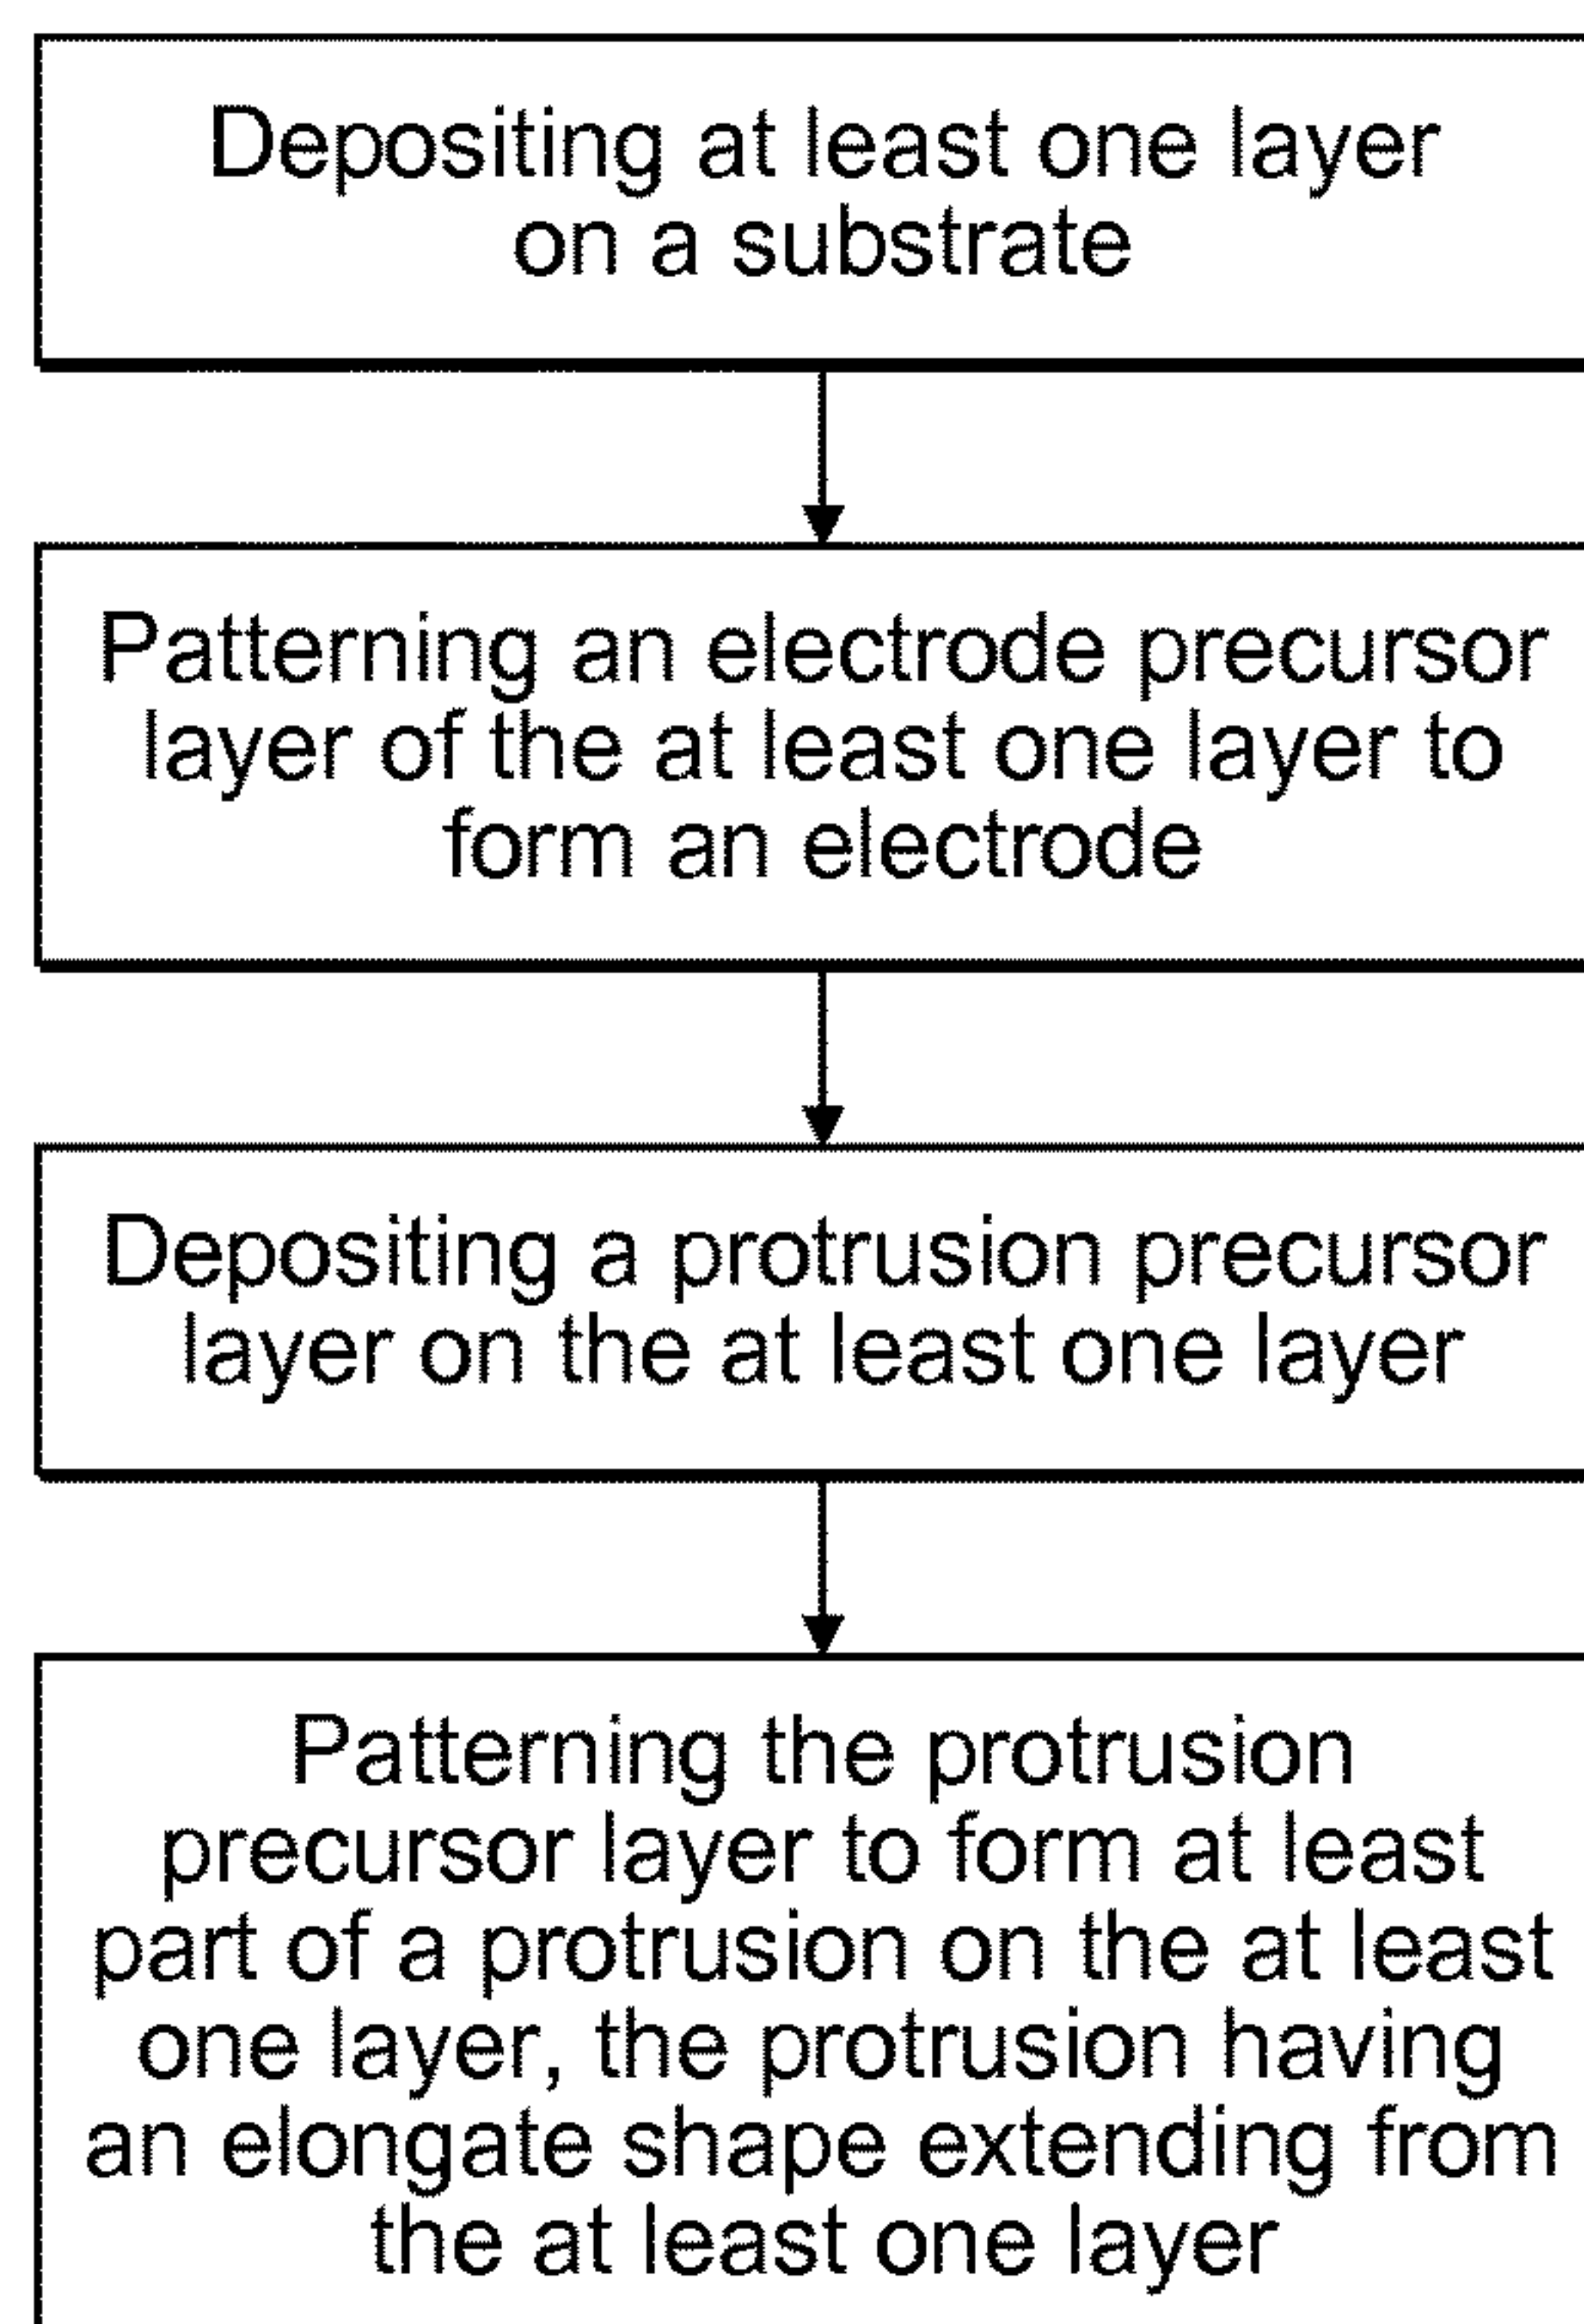 Depositing at least one layer
on a substrate
Patterning an electrode precursor
layer of the at least one layer to
form an electrode
Depositing a protrusion precursor
layer on the at least one layer
Patterning the protrusion
precursor layer to form at least
part of a protrusion on the at least
one layer, the protrusion having
an elongate shape extending from
the at least one layer